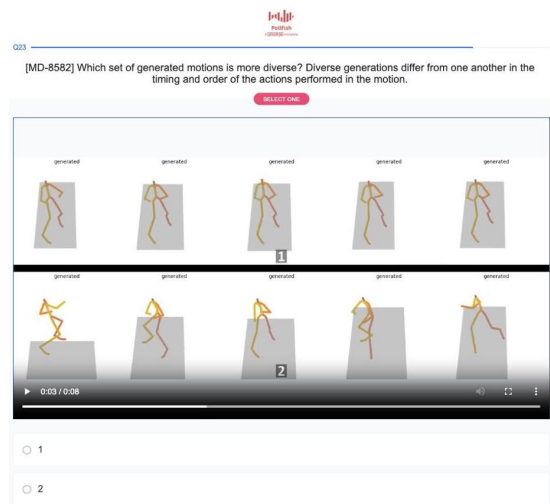 Pollfish
Q23
[MD-8582] Which set of generated motions is more diverse? Diverse generations differ from one another in the
timing and order of the actions performed in the motion.
SELECT ONE
generated generated generated generated generated
1
generated generated generated generated generated
2
0:03 / 0:08
1
2